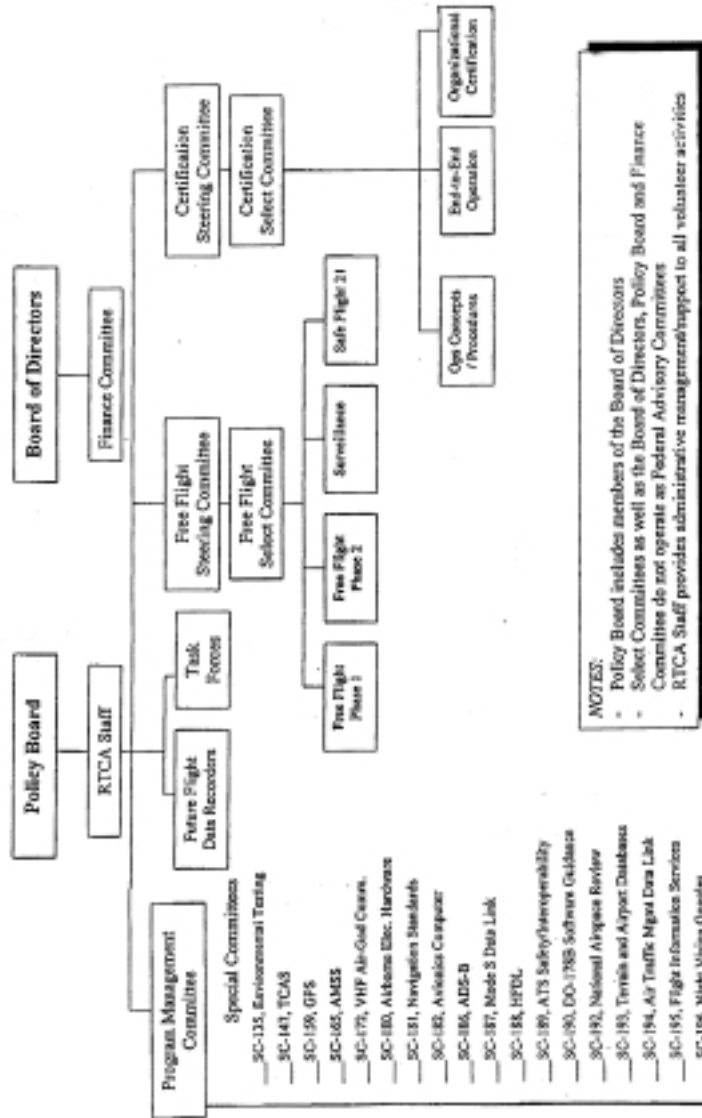 Policy Board
Board of Directors
RTCA Staff
Finance Committee
Program Management
Committee
Future Flight
Data Recorders
Task
Forces
Free Flight
Steering Committee
Certification
Steering Committee
Free Flight
Select Committee
Certification
Select Committee
Free Flight
Phase 1
Free Flight
Phase 2
Surveillance
Safe Flight 21
Ops Concepts
/ Procedures
End-to-End
Operation
Organizational
Certification
Special Committees
SC-135, Environmental Testing
SC-147, TCAS
SC-159, GPS
SC-165, AMSS
SC-172, VHF Air-Grnd Comm.
SC-180, Airborne Elec. Hardware
SC-181, Navigation Standards
SC-182, Avionics Computer
SC-186, ADS-B
SC-187, Mode S Data Link
SC-188, HFDL
SC-189, ATS Safety/Interoperability
SC-190, DO-178B Software Guidance
SC-192, National Airspace Review
SC-193, Terrain and Airport Databases
SC-194, Air Traffic Mgmt Data Link
SC-195, Flight Information Services
SC-196, Night Vision Goggles
NOTES:
- Policy Board includes members of the Board of Directors
- Select Committees as well as the Board of Directors, Policy Board and Finance
Committee do not operate as Federal Advisory Committees
- RTCA Staff provides administrative management/support to all volunteer activities